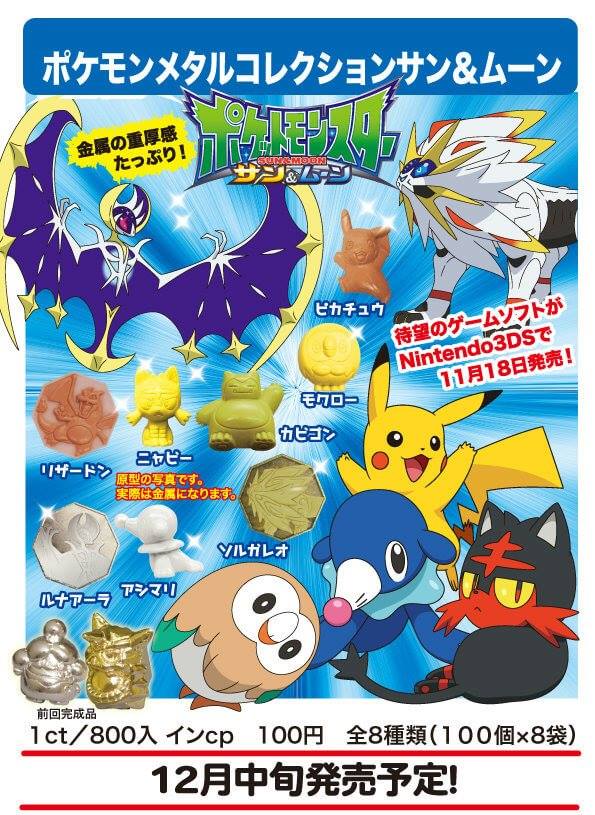 ポケモンメタルコレクションサン&ムーン
金属の重厚感
たっぷり!
ポケットモンスター
SUN&MOON
サン&ムーン
ピカチュウ
待望のゲームソフトが
Nintendo3DSで
11月18日発売!
モクロー
リザードン
ニャビー
カビゴン
原型の写真です。
実際は金属になります。
ソルガレオ
ルナアーラ
アシマリ
前回完成品
1ct/800入 インcp 100円 全8種類(100個×8袋)
12月中旬発売予定!